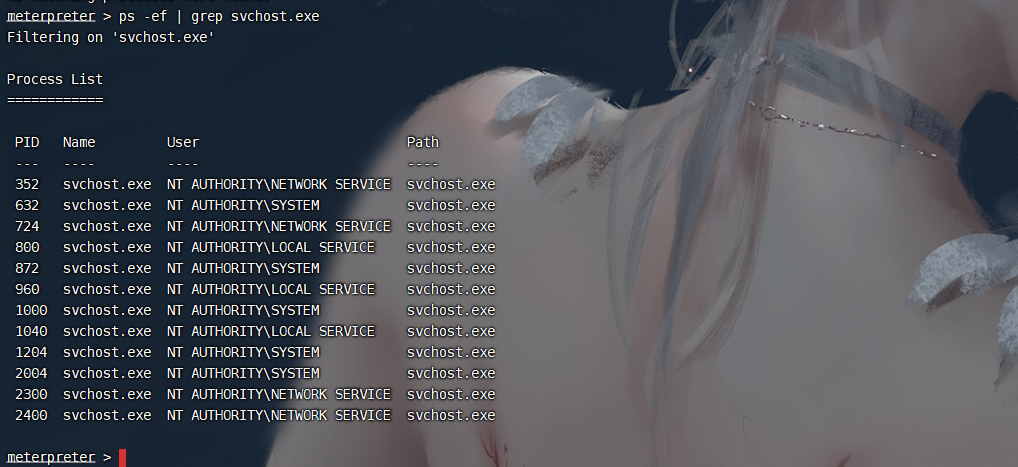 meterpreter > ps -ef | grep svchost.exe
Filtering on 'svchost.exe'
Process List
============
PID Name User Path
--- ---- ---- ----
352 svchost.exe NT AUTHORITY\NETWORK SERVICE svchost.exe
632 svchost.exe NT AUTHORITY\SYSTEM svchost.exe
724 svchost.exe NT AUTHORITY\NETWORK SERVICE svchost.exe
800 svchost.exe NT AUTHORITY\LOCAL SERVICE svchost.exe
872 svchost.exe NT AUTHORITY\SYSTEM svchost.exe
960 svchost.exe NT AUTHORITY\LOCAL SERVICE svchost.exe
1000 svchost.exe NT AUTHORITY\SYSTEM svchost.exe
1040 svchost.exe NT AUTHORITY\LOCAL SERVICE svchost.exe
1204 svchost.exe NT AUTHORITY\SYSTEM svchost.exe
2004 svchost.exe NT AUTHORITY\SYSTEM svchost.exe
2300 svchost.exe NT AUTHORITY\NETWORK SERVICE svchost.exe
2400 svchost.exe NT AUTHORITY\NETWORK SERVICE svchost.exe
meterpreter >